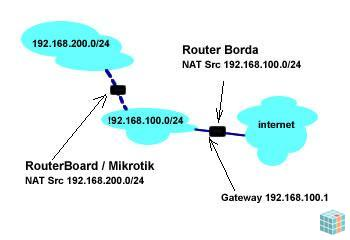 192.168.200.0/24
Router Borda
NAT Src 192.168.100.0/24
!92.168.100.0/24
internet
RouterBoard / Mikrotik
NAT Src 192.168.200.0/24
Gateway 192.168.100.1